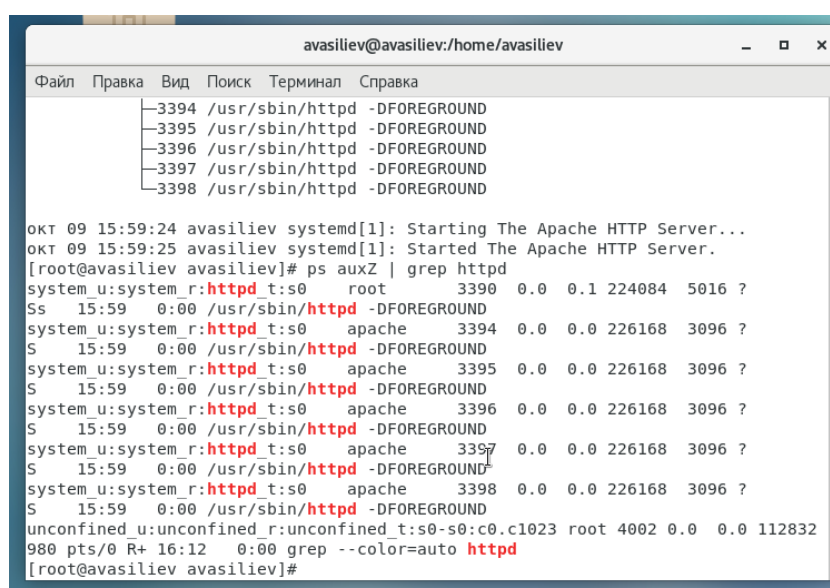 avasiliev@avasiliev:/home/avasiliev
Файл Правка Вид Поиск Терминал Справка
├─3394 /usr/sbin/httpd -DFOREGROUND
├─3395 /usr/sbin/httpd -DFOREGROUND
├─3396 /usr/sbin/httpd -DFOREGROUND
├─3397 /usr/sbin/httpd -DFOREGROUND
└─3398 /usr/sbin/httpd -DFOREGROUND
окт 09 15:59:24 avasiliev systemd[1]: Starting The Apache HTTP Server...
окт 09 15:59:25 avasiliev systemd[1]: Started The Apache HTTP Server.
[root@avasiliev avasiliev]# ps auxZ | grep httpd
system_u:system_r:httpd_t:s0    root       3390  0.0  0.1 224084  5016 ?
Ss   15:59   0:00 /usr/sbin/httpd -DFOREGROUND
system_u:system_r:httpd_t:s0    apache     3394  0.0  0.0 226168  3096 ?
S    15:59   0:00 /usr/sbin/httpd -DFOREGROUND
system_u:system_r:httpd_t:s0    apache     3395  0.0  0.0 226168  3096 ?
S    15:59   0:00 /usr/sbin/httpd -DFOREGROUND
system_u:system_r:httpd_t:s0    apache     3396  0.0  0.0 226168  3096 ?
S    15:59   0:00 /usr/sbin/httpd -DFOREGROUND
system_u:system_r:httpd_t:s0    apache     3397  0.0  0.0 226168  3096 ?
S    15:59   0:00 /usr/sbin/httpd -DFOREGROUND
system_u:system_r:httpd_t:s0    apache     3398  0.0  0.0 226168  3096 ?
S    15:59   0:00 /usr/sbin/httpd -DFOREGROUND
unconfined_u:unconfined_r:unconfined_t:s0-s0:c0.c1023 root 4002 0.0  0.0 112832
980 pts/0 R+ 16:12   0:00 grep --color=auto httpd
[root@avasiliev avasiliev]#